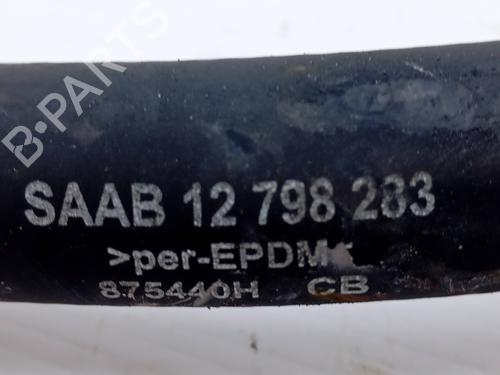 B-PARTS
SAAB 12 798 283
>per-EPDM<
875440H CB